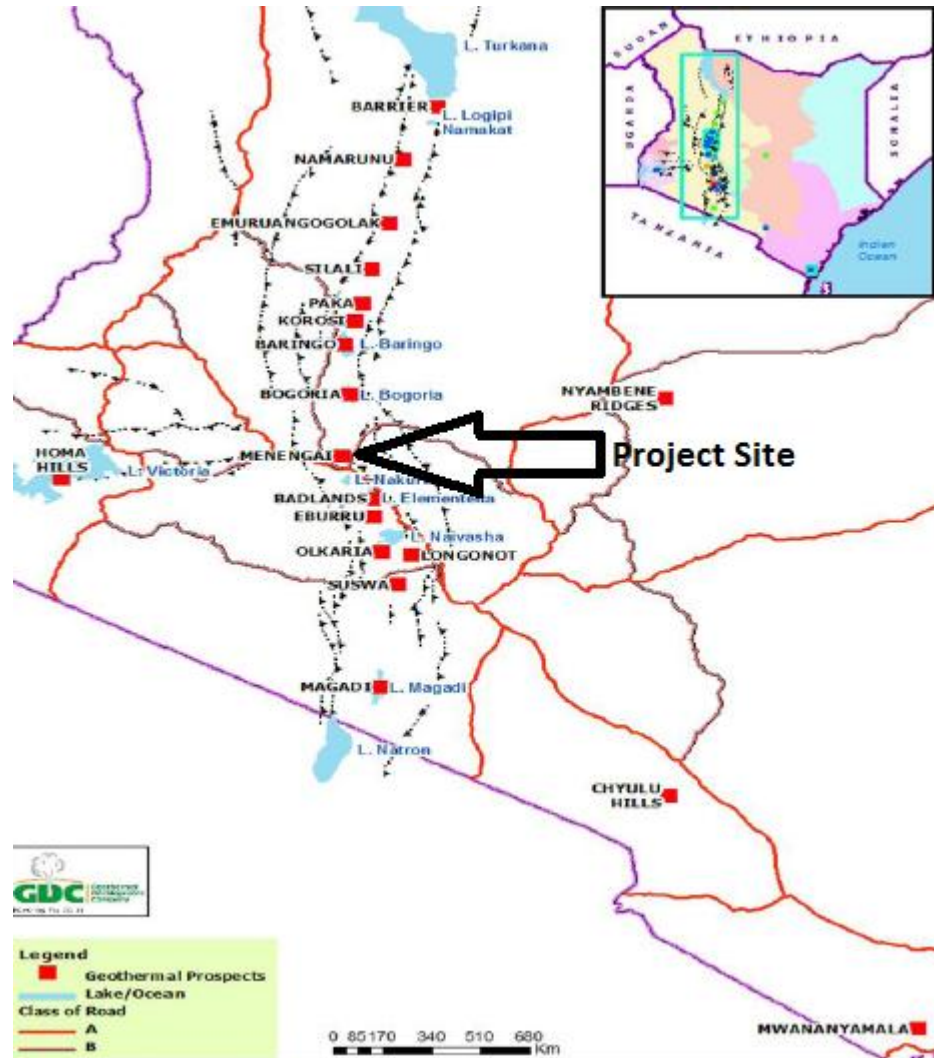 L. Turkana
BARRIER
L. Logipi
Namakat
NAMARUNU
EMURUANGOGOLAK
SILALI
PAKA
KOROSI
BARINGO
L. Baringo
BOGORIA
L. Bogoria
NYAMBENE
RIDGES
HOMA
HILLS
L. Victoria
MENENGAI
Project Site
L. Nakuru
BADLANDS
L. Elementeita
EBURRU
L. Naivasha
OLKARIA
LONGONOT
SUSWA
MAGADI
L. Magadi
L. Natron
CHYULU
HILLS
MWANANYAMALA
SUDAN
ETHIOPIA
UGANDA
SOMALIA
TANZANIA
Indian
Ocean
GDC
Geothermal
Development
Company
Legend
Geothermal Prospects
Lake/Ocean
Class of Road
A
B
0 85170 340 510 680
Km